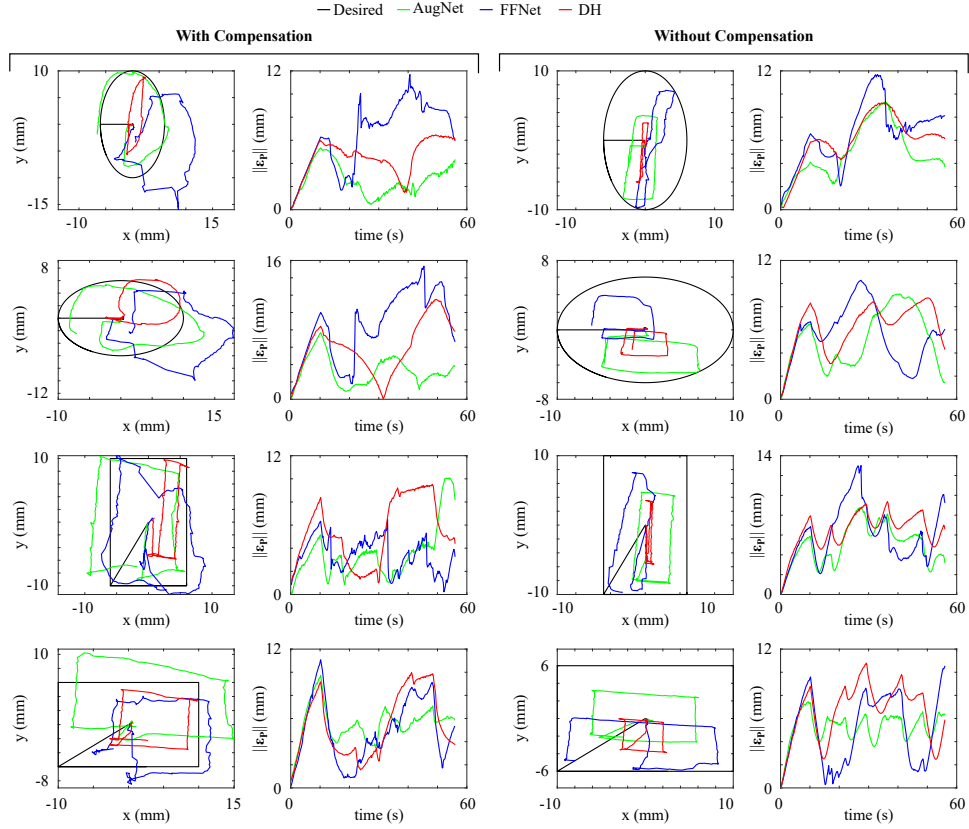 Desired AugNet FFNet DH
With Compensation Without Compensation
10 12 10 12
y (mm) ||εP|| (mm) y (mm) ||εP|| (mm)
-15 0 -10 0
-10 15 0 60 -10 10 0 60
x (mm) time (s) x (mm) time (s)
8 16 8 12
y (mm) ||εP|| (mm) y (mm) ||εP|| (mm)
-12 0 -8 0
-10 15 0 60 -10 10 0 60
x (mm) time (s) x (mm) time (s)
10 12 10 14
y (mm) ||εP|| (mm) y (mm) ||εP|| (mm)
-10 0 -10 0
-10 10 0 60 -10 10 0 60
x (mm) time (s) x (mm) time (s)
10 12 6 12
y (mm) ||εP|| (mm) y (mm) ||εP|| (mm)
-8 0 -6 0
-10 15 0 60 -10 10 0 60
x (mm) time (s) x (mm) time (s)